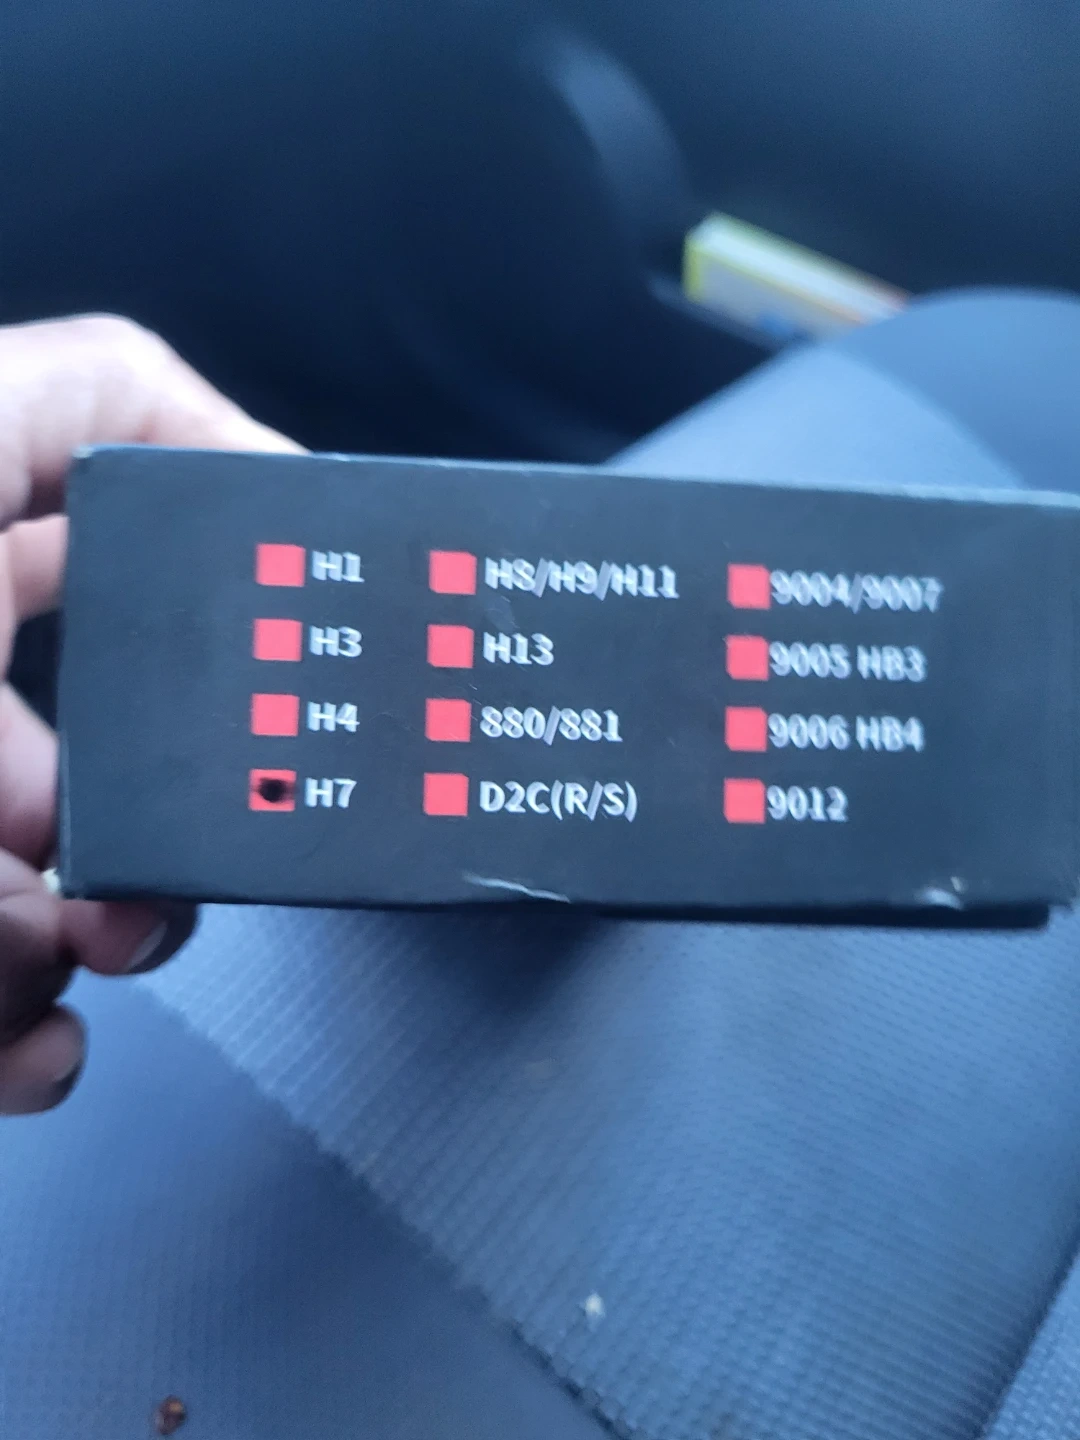 H1
H3
H4
H7
H8/H9/H11
H13
880/881
D2C(R/S)
9004/9007
9005 HB3
9006 HB4
9012